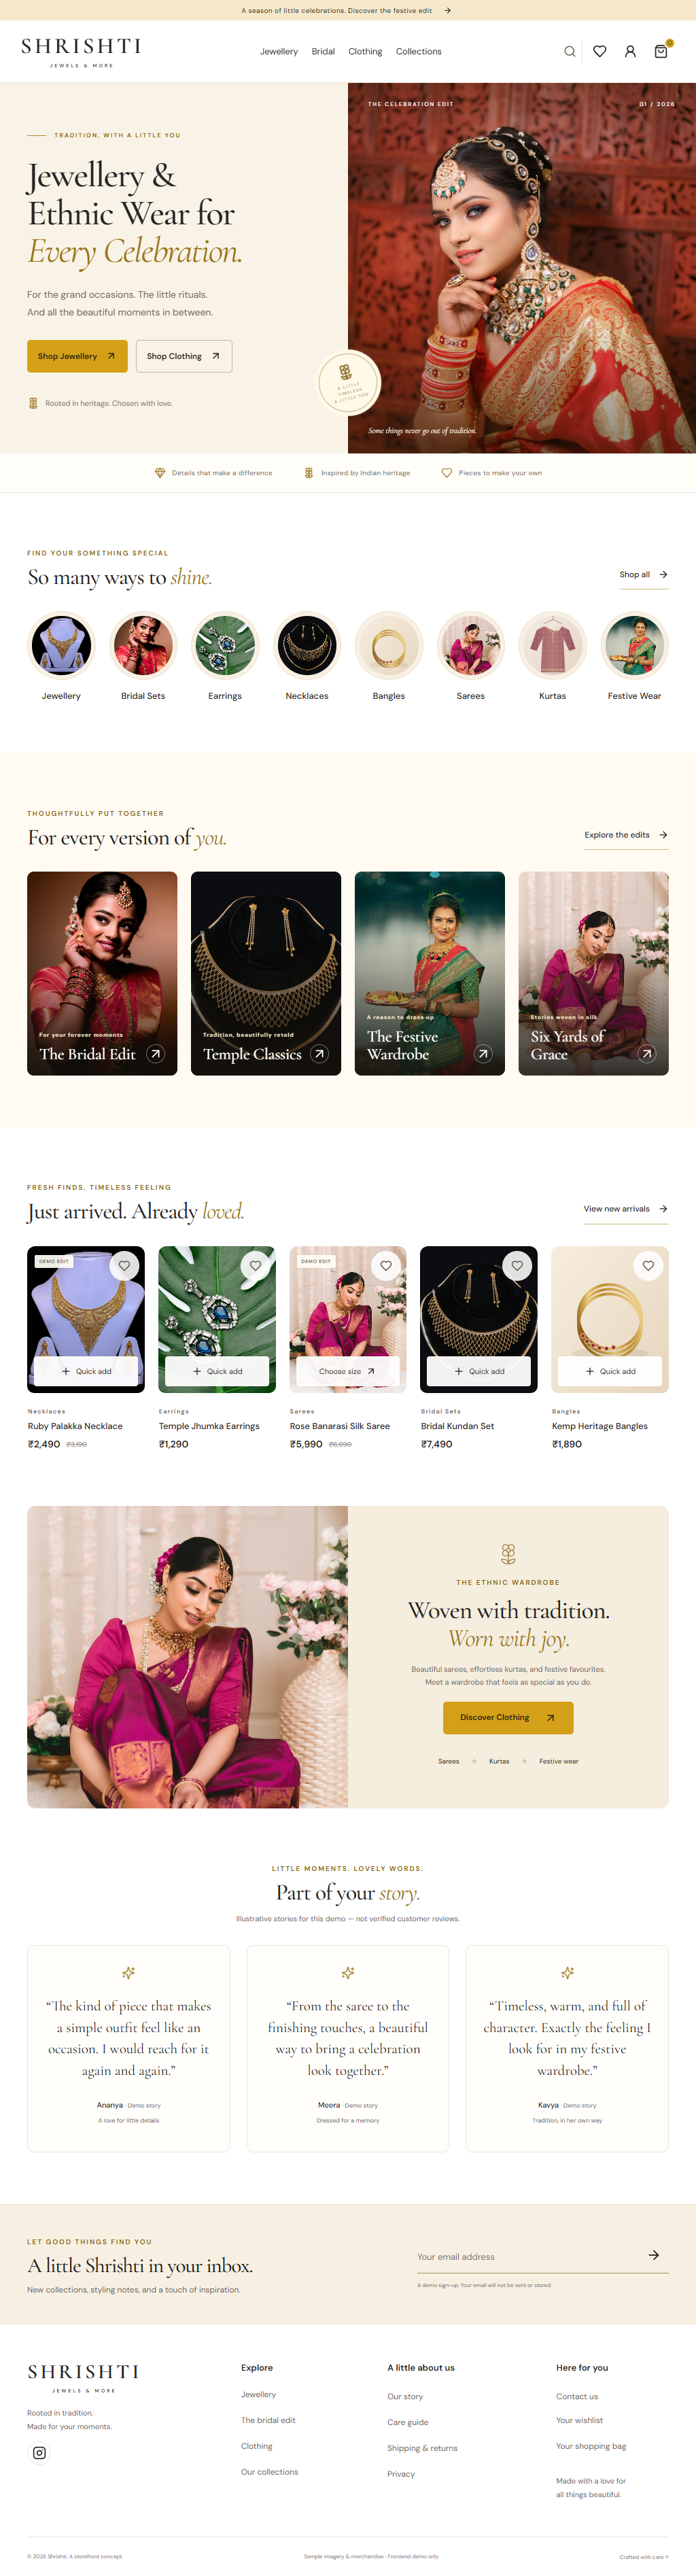 A season of little celebrations. Discover the festive edit
SHRISHTI
JEWELS & MORE
Jewellery Bridal Clothing Collections
0
THE CELEBRATION EDIT
01 / 2026
TRADITION, WITH A LITTLE YOU
Jewellery &
Ethnic Wear for
Every Celebration.
For the grand occasions. The little rituals.
And all the beautiful moments in between.
Shop Jewellery
Shop Clothing
Rooted in heritage. Chosen with love.
A LITTLE
TIMELESS
A LITTLE YOU
Some things never go out of tradition.
Details that make a difference
Inspired by Indian heritage
Pieces to make your own
FIND YOUR SOMETHING SPECIAL
So many ways to shine.
Shop all
Jewellery
Bridal Sets
Earrings
Necklaces
Bangles
Sarees
Kurtas
Festive Wear
THOUGHTFULLY PUT TOGETHER
For every version of you.
Explore the edits
For your forever moments
The Bridal Edit
Tradition, beautifully retold
Temple Classics
A reason to dress up
The Festive
Wardrobe
Stories woven in silk
Six Yards of
Grace
FRESH FINDS, TIMELESS FEELING
Just arrived. Already loved.
View new arrivals
DEMO EDIT
Quick add
Necklaces
Ruby Palakka Necklace
₹2,490 ₹3,190
Quick add
Earrings
Temple Jhumka Earrings
₹1,290
DEMO EDIT
Choose size
Sarees
Rose Banarasi Silk Saree
₹5,990 ₹6,690
Quick add
Bridal Sets
Bridal Kundan Set
₹7,490
Quick add
Bangles
Kemp Heritage Bangles
₹1,890
THE ETHNIC WARDROBE
Woven with tradition.
Worn with joy.
Beautiful sarees, effortless kurtas, and festive favourites.
Meet a wardrobe that feels as special as you do.
Discover Clothing
Sarees
Kurtas
Festive wear
LITTLE MOMENTS. LOVELY WORDS.
Part of your story.
Illustrative stories for this demo — not verified customer reviews.
“The kind of piece that makes
a simple outfit feel like an
occasion. I would reach for it
again and again.”
Ananya · Demo story
A love for little details
“From the saree to the
finishing touches, a beautiful
way to bring a celebration
look together.”
Meera · Demo story
Dressed for a memory
“Timeless, warm, and full of
character. Exactly the feeling I
look for in my festive
wardrobe.”
Kavya · Demo story
Tradition, in her own way
LET GOOD THINGS FIND YOU
A little Shrishti in your inbox.
New collections, styling notes, and a touch of inspiration.
Your email address
A demo sign-up. Your email will not be sent or stored.
SHRISHTI
JEWELS & MORE
Rooted in tradition.
Made for your moments.
Explore
Jewellery
The bridal edit
Clothing
Our collections
A little about us
Our story
Care guide
Shipping & returns
Privacy
Here for you
Contact us
Your wishlist
Your shopping bag
Made with a love for
all things beautiful.
© 2026 Shrishti. A storefront concept.
Sample imagery & merchandise · Frontend demo only
Crafted with care ♡